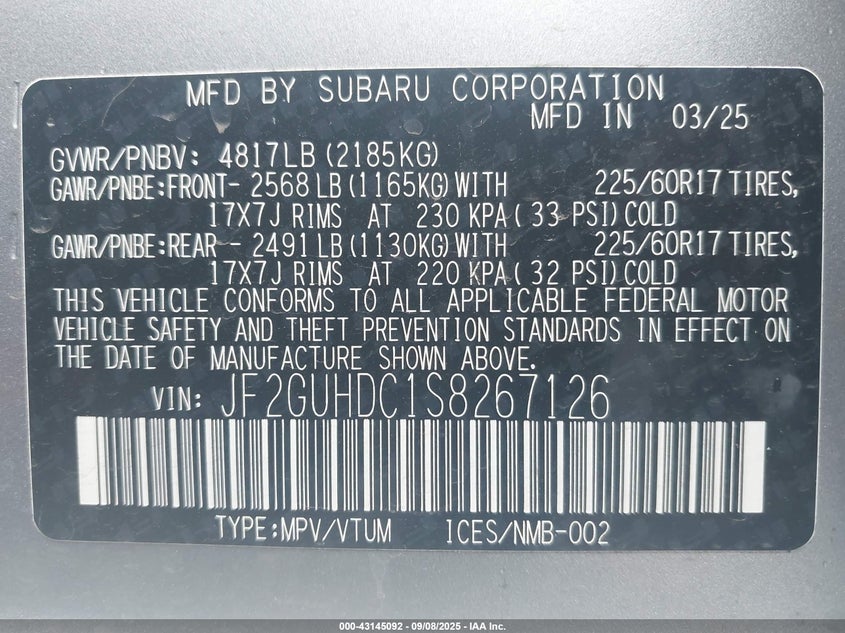 MFD BY SUBARU CORPORATION
MFD IN 03/25
GVWR/PNBV: 4817LB (2185KG)
GAWR/PNBE:FRONT- 2568 LB (1165KG) WITH 225/60R17 TIRES,
17X7J RIMS AT 230 KPA( 33 PSI) COLD
GAWR/PNBE:REAR - 2491 LB (1130KG) WITH 225/60R17 TIRES,
17X7J RIMS AT 220 KPA( 32 PSI) COLD
THIS VEHICLE CONFORMS TO ALL APPLICABLE FEDERAL MOTOR
VEHICLE SAFETY AND THEFT PREVENTION STANDARDS IN EFFECT ON
THE DATE OF MANUFACTURE SHOWN ABOVE.
VIN: JF2GUHDC1S8267126
TYPE:MPV/VTUM ICES/NMB-002
000-43145092 - 09/08/2025 - IAA Inc.